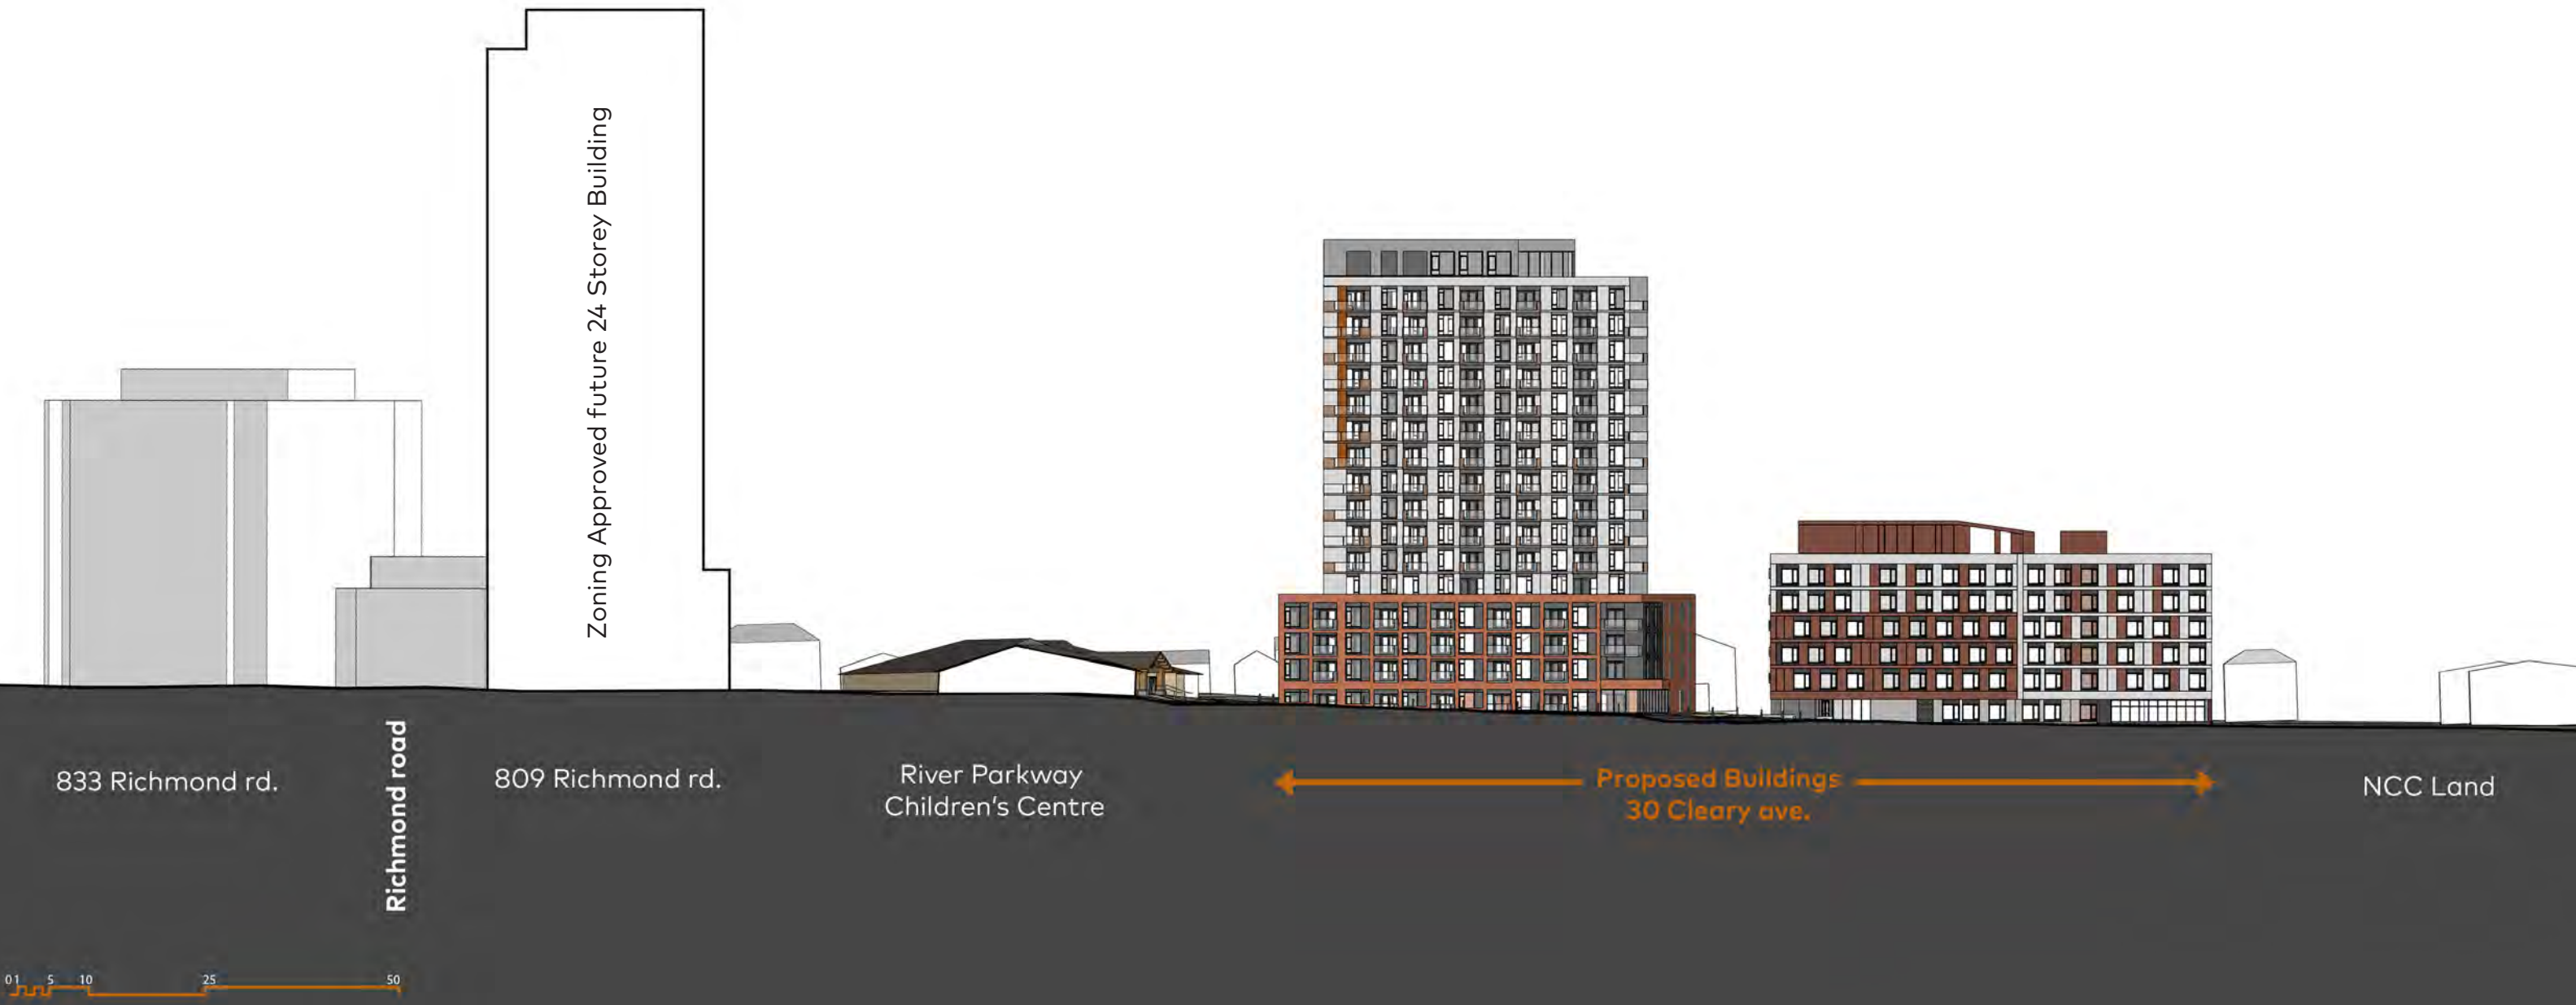 Zoning Approved future 24 Storey Building
833 Richmond rd.
Richmond road
809 Richmond rd.
River Parkway
Children's Centre
Proposed Buildings
30 Cleary ave.
NCC Land
0 1 5 10 25 50